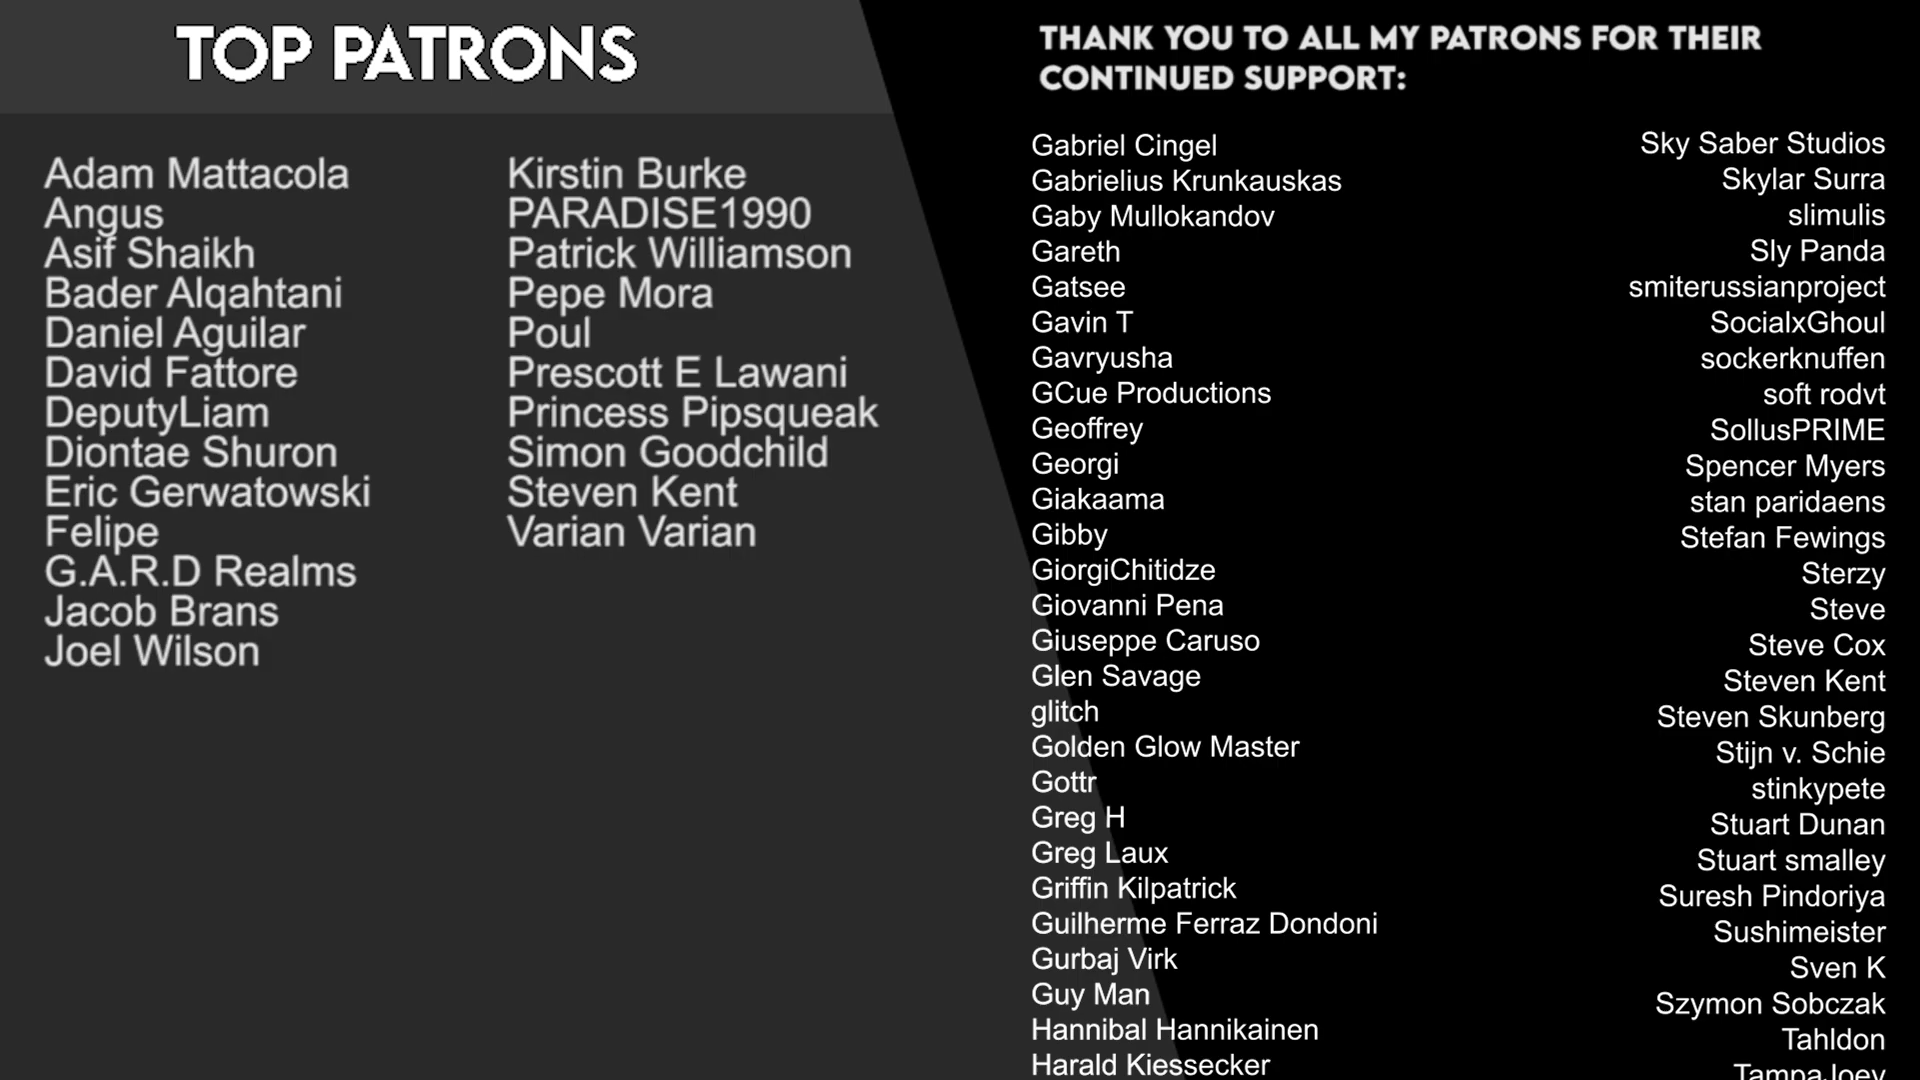 TOP PATRONS
Adam Mattacola
Angus
Asif Shaikh
Bader Alqahtani
Daniel Aguilar
David Fattore
DeputyLiam
Diontae Shuron
Eric Gerwatowski
Felipe
G.A.R.D Realms
Jacob Brans
Joel Wilson
Kirstin Burke
PARADISE1990
Patrick Williamson
Pepe Mora
Poul
Prescott E Lawani
Princess Pipsqueak
Simon Goodchild
Steven Kent
Varian Varian
THANK YOU TO ALL MY PATRONS FOR THEIR
CONTINUED SUPPORT:
Gabriel Cingel
Gabrielius Krunkauskas
Gaby Mullokandov
Gareth
Gatsee
Gavin T
Gavryusha
GCue Productions
Geoffrey
Georgi
Giakaama
Gibby
GiorgiChitidze
Giovanni Pena
Giuseppe Caruso
Glen Savage
glitch
Golden Glow Master
Gottr
Greg H
Greg Laux
Griffin Kilpatrick
Guilherme Ferraz Dondoni
Gurbaj Virk
Guy Man
Hannibal Hannikainen
Harald Kiessecker
Sky Saber Studios
Skylar Surra
slimulis
Sly Panda
smiterussianproject
SocialxGhoul
sockerknuffen
soft rodvt
SollusPRIME
Spencer Myers
stan paridaens
Stefan Fewings
Sterzy
Steve
Steve Cox
Steven Kent
Steven Skunberg
Stijn v. Schie
stinkypete
Stuart Dunan
Stuart smalley
Suresh Pindoriya
Sushimeister
Sven K
Szymon Sobczak
Tahldon
TampaJoey